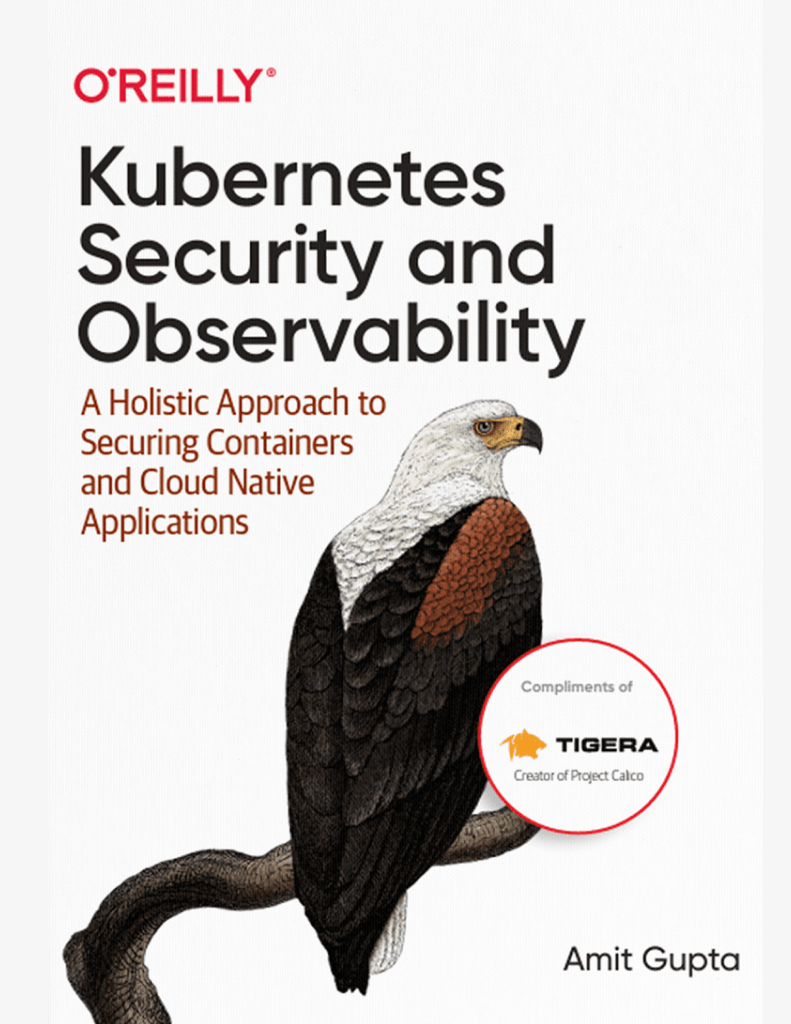 O'REILLY®
Kubernetes
Security and
Observability
A Holistic Approach to
Securing Containers
and Cloud Native
Applications
Compliments of
TIGERA
Creator of Project Calico
Amit Gupta